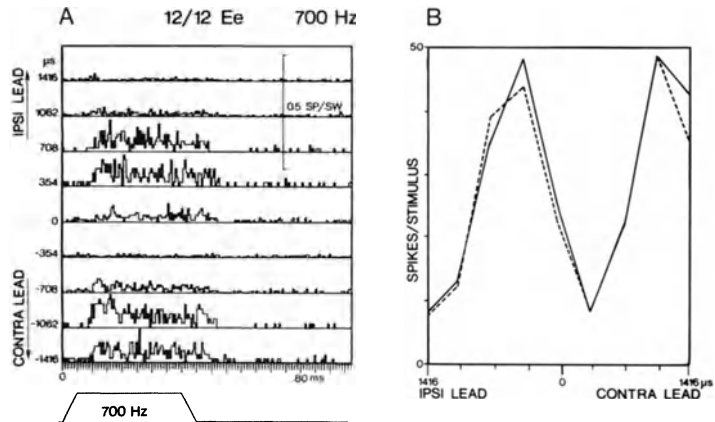 A 12/12 Ee 700 Hz
µs
1416
1062
708
354
0
-354
-708
-1062
-1416
IPSI LEAD
CONTRA LEAD
0.5 SP/SW
0 80 ms
700 Hz
B
50
0
SPIKES/STIMULUS
1416 0 1416 µs
IPSI LEAD CONTRA LEAD